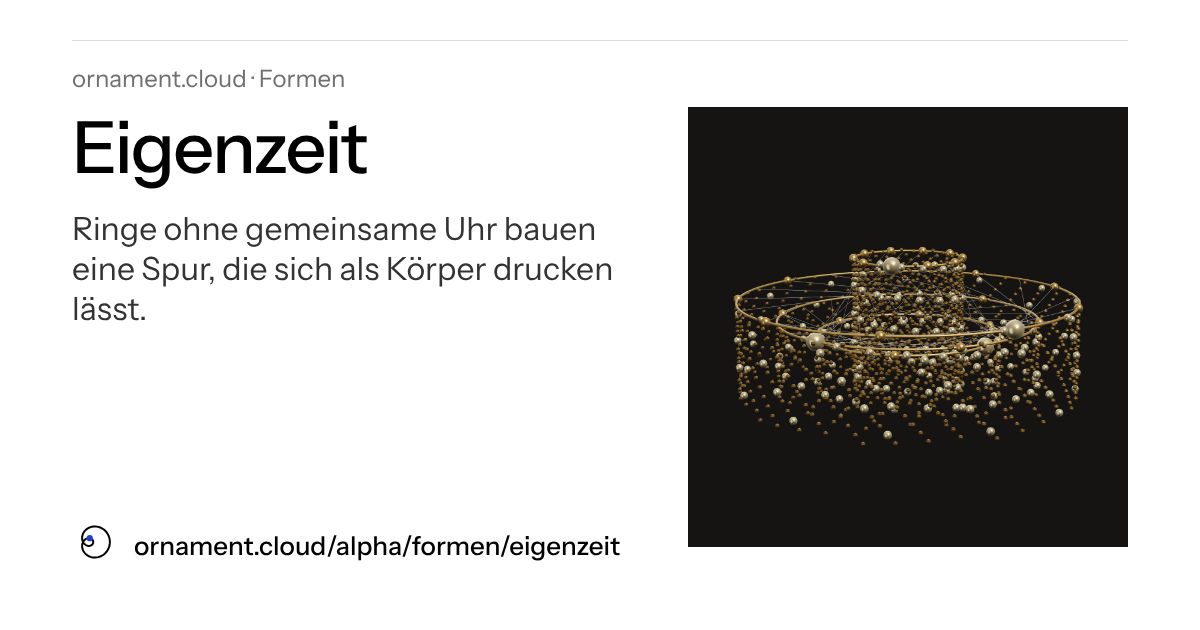 ornament.cloud · Formen
Eigenzeit
Ringe ohne gemeinsame Uhr bauen
eine Spur, die sich als Körper drucken
lässt.
ornament.cloud/alpha/formen/eigenzeit